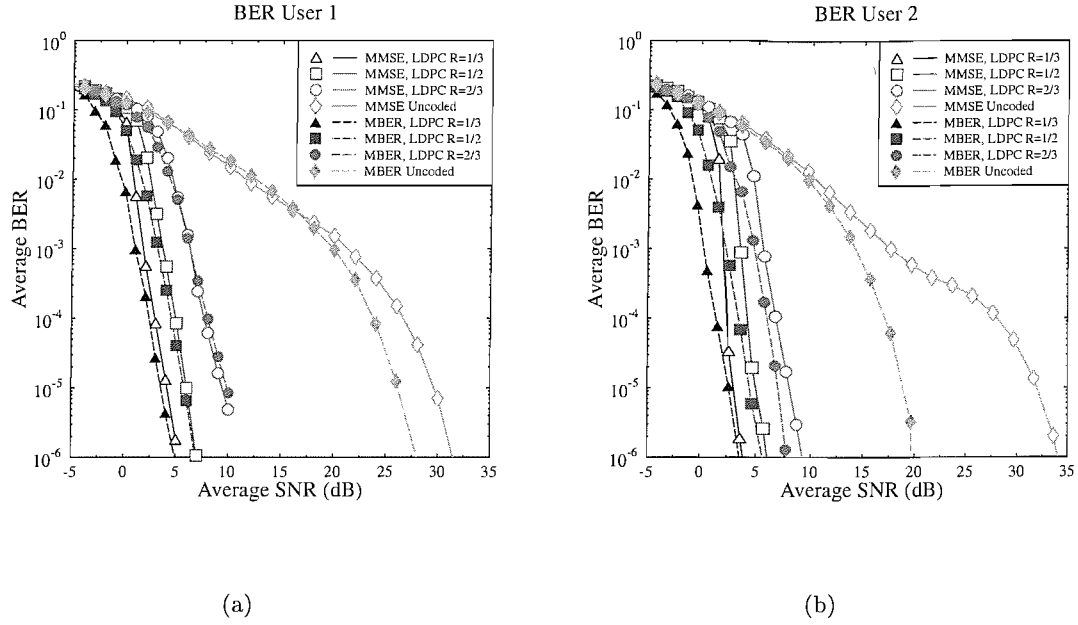 BER User 1
10^0
10^-1
10^-2
10^-3
10^-4
10^-5
10^-6
Average BER
-5 0 5 10 15 20 25 30 35
Average SNR (dB)
MMSE, LDPC R=1/3
MMSE, LDPC R=1/2
MMSE, LDPC R=2/3
MMSE Uncoded
MBER, LDPC R=1/3
MBER, LDPC R=1/2
MBER, LDPC R=2/3
MBER Uncoded
(a)
BER User 2
10^0
10^-1
10^-2
10^-3
10^-4
10^-5
10^-6
Average BER
-5 0 5 10 15 20 25 30 35
Average SNR (dB)
MMSE, LDPC R=1/3
MMSE, LDPC R=1/2
MMSE, LDPC R=2/3
MMSE Uncoded
MBER, LDPC R=1/3
MBER, LDPC R=1/2
MBER, LDPC R=2/3
MBER Uncoded
(b)